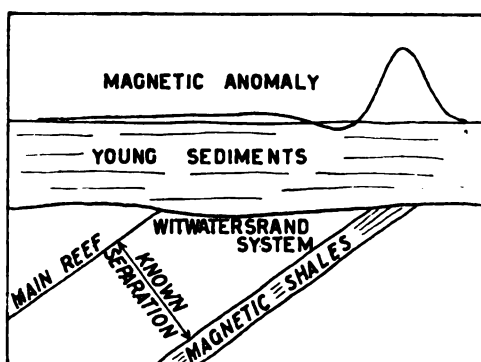 MAGNETIC ANOMALY
YOUNG SEDIMENTS
WITWATERSRAND
SYSTEM
MAIN REEF
KNOWN
SEPARATION
MAGNETIC SHALES